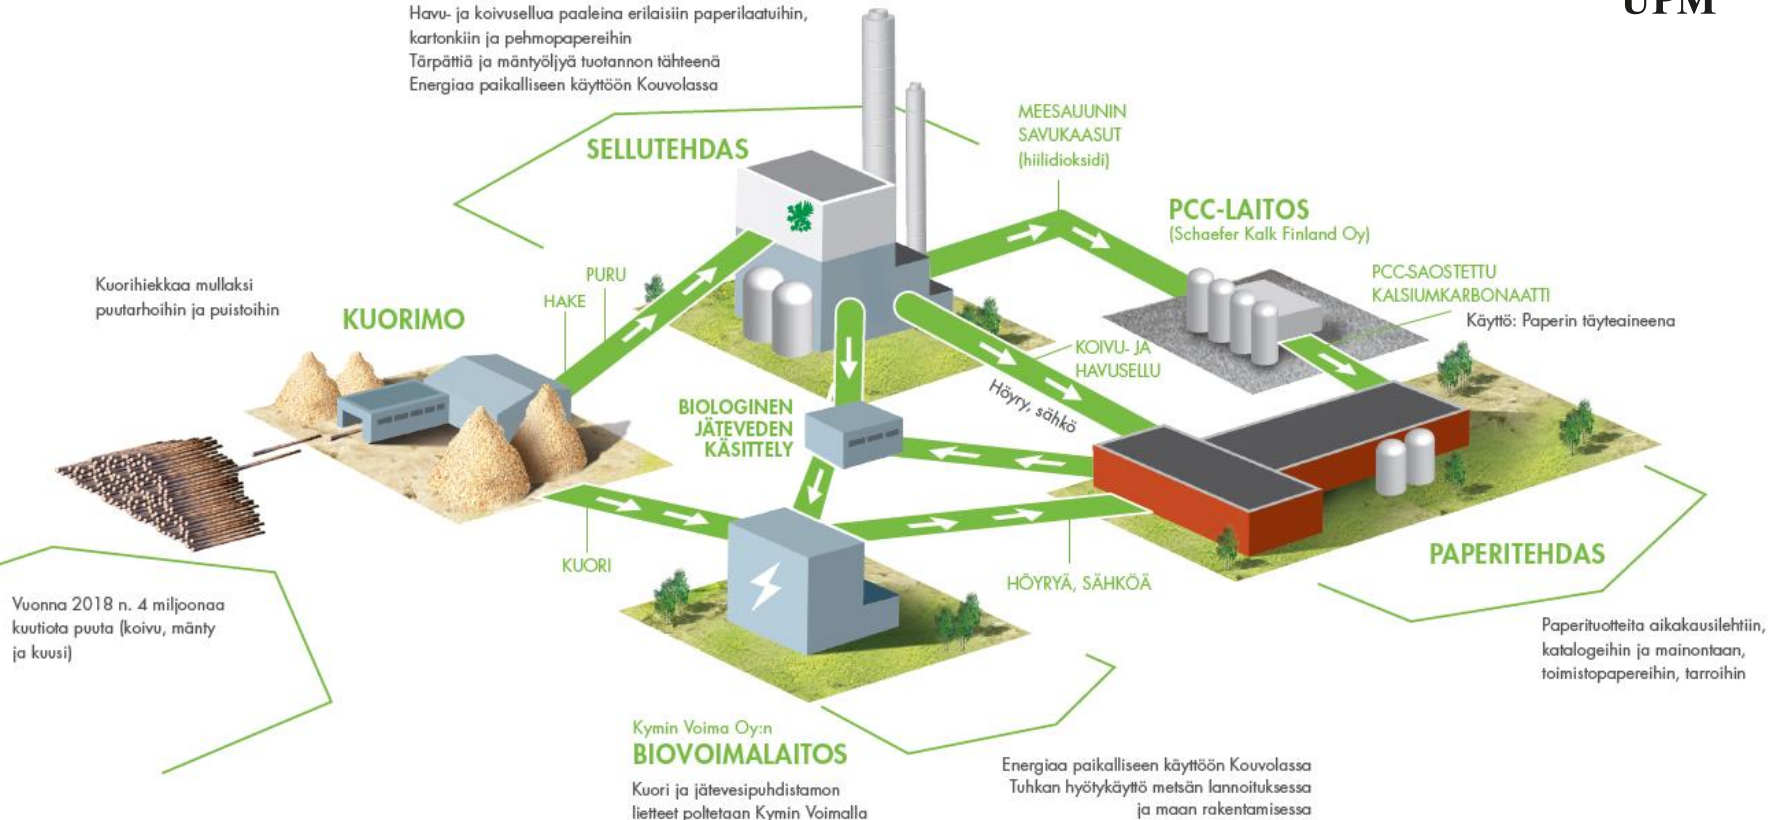 UPM
Havu- ja koivusellua paaleina erilaisiin paperilaatuihin,
kartonkiin ja pehmopapereihin
Tärpättiä ja mäntyöljyä tuotannon tähteenä
Energiaa paikalliseen käyttöön Kouvolassa
SELLUTEHDAS
MEESAUUNIN
SAVUKAASUT
(hiilidioksidi)
PCC-LAITOS
(Schaefer Kalk Finland Oy)
PCC-SAOSTETTU
KALSIUMKARBONAATTI
Käyttö: Paperin täyteaineena
Kuorihiekkaa mullaksi
puutarhoihin ja puistoihin
KUORIMO
HAKE
PURU
KOIVU- JA
HAVUSELLU
Höyry, sähkö
BIOLOGINEN
JÄTEVEDEN
KÄSITTELY
KUORI
HÖYRYÄ, SÄHKÖÄ
PAPERITEHDAS
Vuonna 2018 n. 4 miljoonaa
kuutiota puuta (koivu, mänty
ja kuusi)
Paperituotteita aikakausilehtiin,
katalogeihin ja mainontaan,
toimistopapereihin, tarroihin
Kymin Voima Oy:n
BIOVOIMALAITOS
Kuori ja jätevesipuhdistamon
lietteet poltetaan Kymin Voimalla
Energiaa paikalliseen käyttöön Kouvolassa
Tuhkan hyötykäyttö metsän lannoituksessa
ja maan rakentamisessa